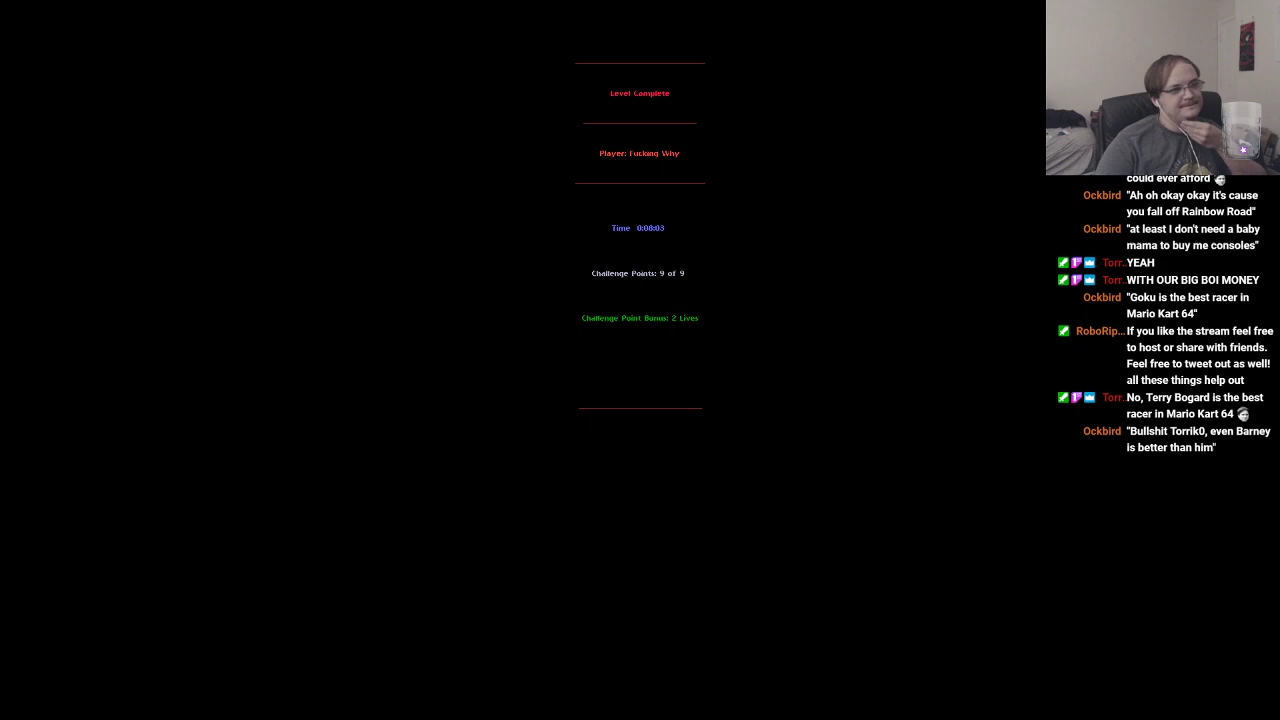 Level Complete
Player: Fucking Why
Time 0:08:03
Challenge Points: 9 of 9
Challenge Point Bonus: 2 Lives
could ever afford
Ockbird "Ah oh okay okay it's cause
you fall off Rainbow Road"
Ockbird "at least I don't need a baby
mama to buy me consoles"
Torr... YEAH
Torr... WITH OUR BIG BOI MONEY
Ockbird "Goku is the best racer in
Mario Kart 64"
RoboRip... If you like the stream feel free
to host or share with friends.
Feel free to tweet out as well!
all these things help out
Torr... No, Terry Bogard is the best
racer in Mario Kart 64
Ockbird "Bullshit Torrik0, even Barney
is better than him"